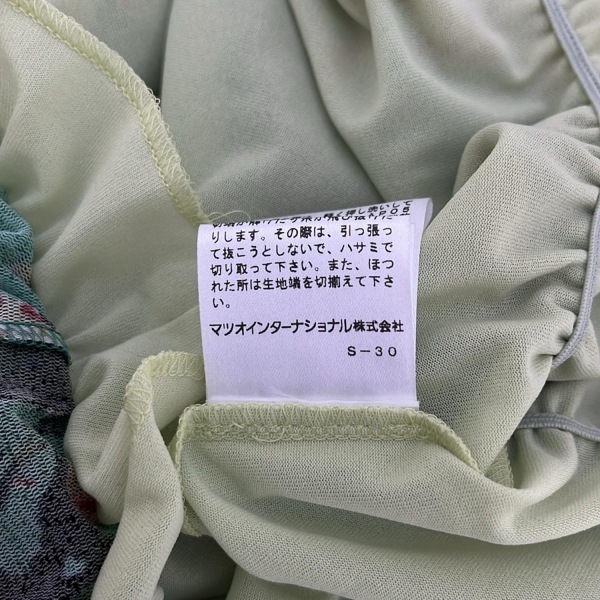 りします。その際は、引っ張っ
て抜こうとしないで、ハサミで
切り取って下さい。また、ほつ
れた所は生地端を切揃えて下さ
い。
マツオインターナショナル株式会社
S-30